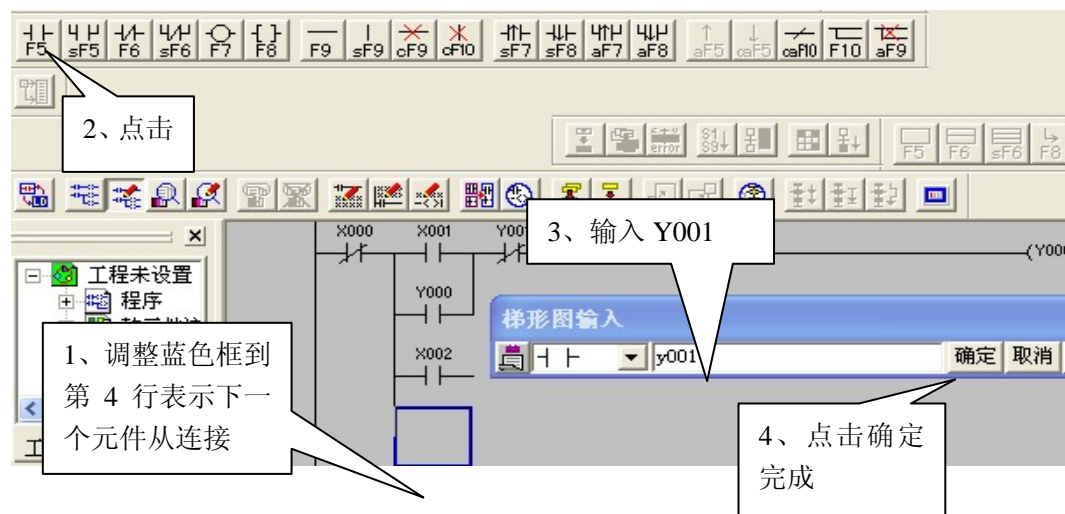 F5 sF5 F6 sF6 F7 F8 F9 sF9 cF9 cF10 sF7 sF8 aF7 aF8 aF5 caF5 caF10 F10 aF9
2、点击
error
F5 F6 sF6 F8
3、输入 Y001
X000 X001 Y001
(Y000
工程未设置
程序
Y000
梯形图输入
1、调整蓝色框到
第 4 行表示下一
个元件从连接
X002
y001
确定 取消
4、点击确定
完成